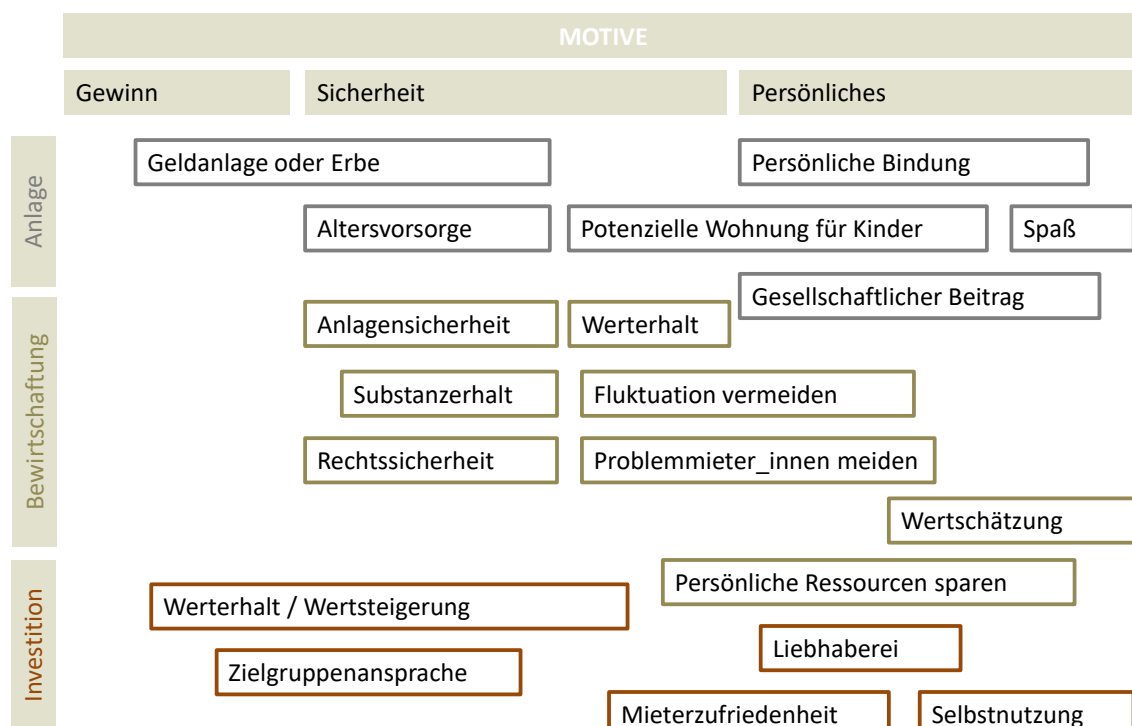 MOTIVE
Gewinn
Sicherheit
Persönliches
Anlage
Geldanlage oder Erbe
Persönliche Bindung
Altersvorsorge
Potenzielle Wohnung für Kinder
Spaß
Gesellschaftlicher Beitrag
Bewirtschaftung
Anlagensicherheit
Werterhalt
Substanzerhalt
Fluktuation vermeiden
Rechtssicherheit
Problemmieter_innen meiden
Wertschätzung
Persönliche Ressourcen sparen
Investition
Werterhalt / Wertsteigerung
Liebhaberei
Zielgruppenansprache
Mieterzufriedenheit
Selbstnutzung